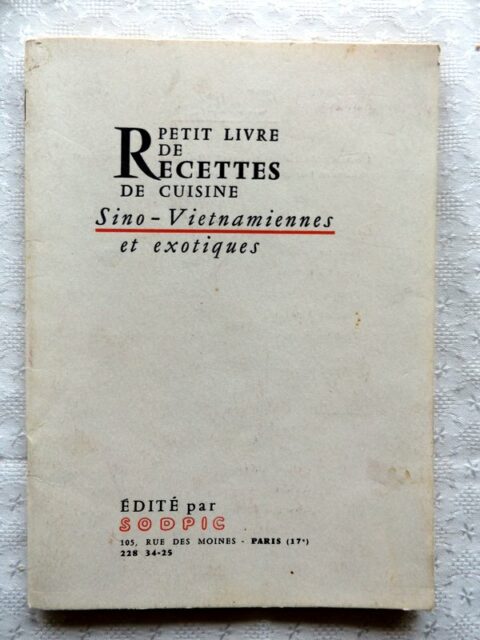 PETIT LIVRE
DE
RECETTES
DE CUISINE
Sino-Vietnamiennes
et exotiques
ÉDITÉ par
SODPIC
105, RUE DES MOINES - PARIS (17e)
228 34-25